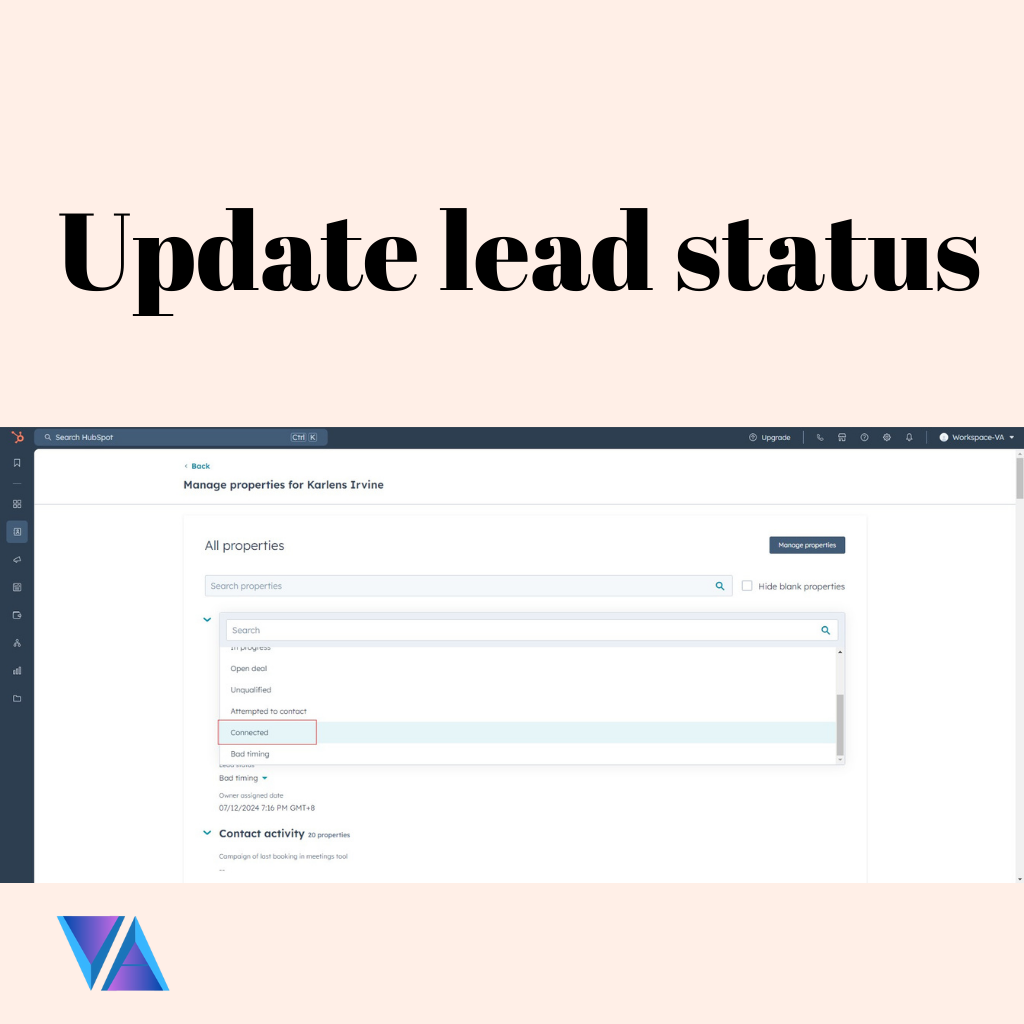 Update lead status
Search HubSpot
Ctrl K
Upgrade
Workspace-VA
Back
Manage properties for Karlens Irvine
All properties
Manage properties
Search properties
Hide blank properties
Search
In progress
Open deal
Unqualified
Attempted to contact
Connected
Bad timing
Lead status
Bad timing
Owner assigned date
07/12/2024 7:16 PM GMT+8
Contact activity 20 properties
Campaign of last booking in meetings tool
--
VA